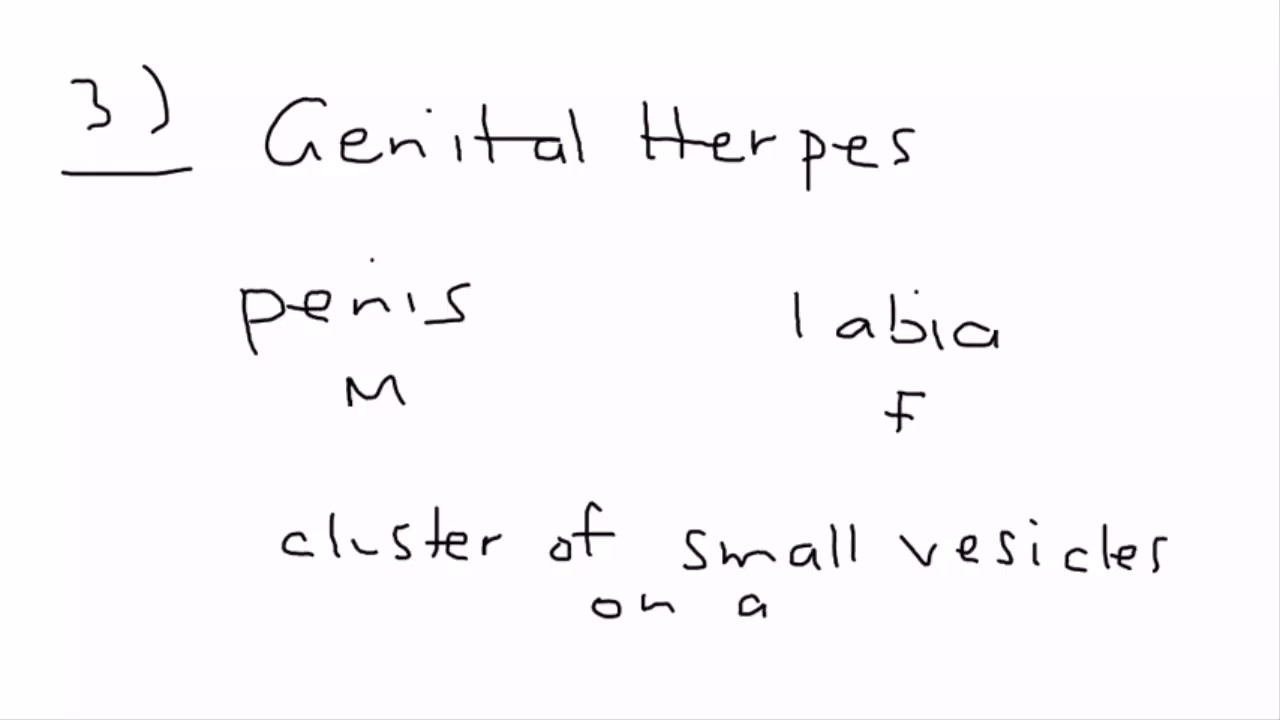 3) Genital Herpes
penis labia
M F
cluster of small vesicles
on a